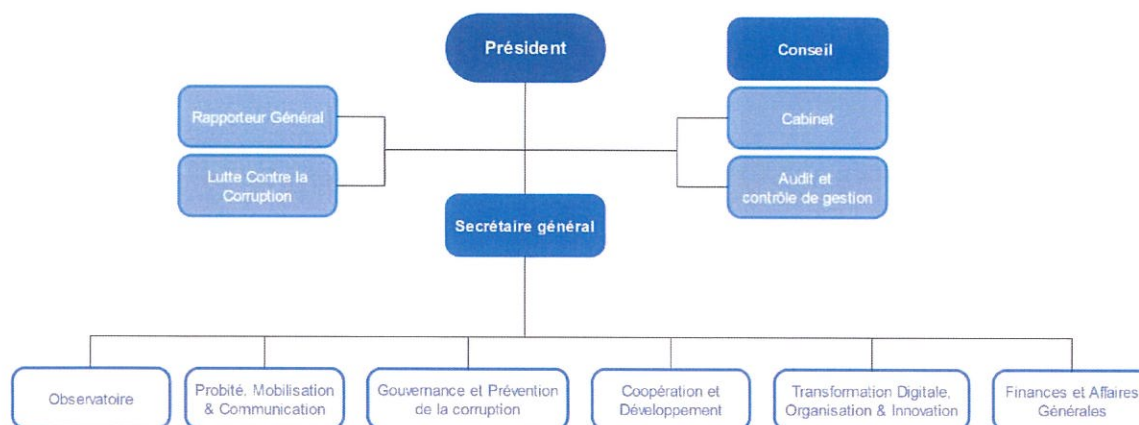 Président
Conseil
Rapporteur Général
Cabinet
Lutte Contre la
Corruption
Audit et
contrôle de gestion
Secrétaire général
Observatoire
Probité, Mobilisation
& Communication
Gouvernance et Prévention
de la corruption
Coopération et
Développement
Transformation Digitale,
Organisation & Innovation
Finances et Affaires
Générales